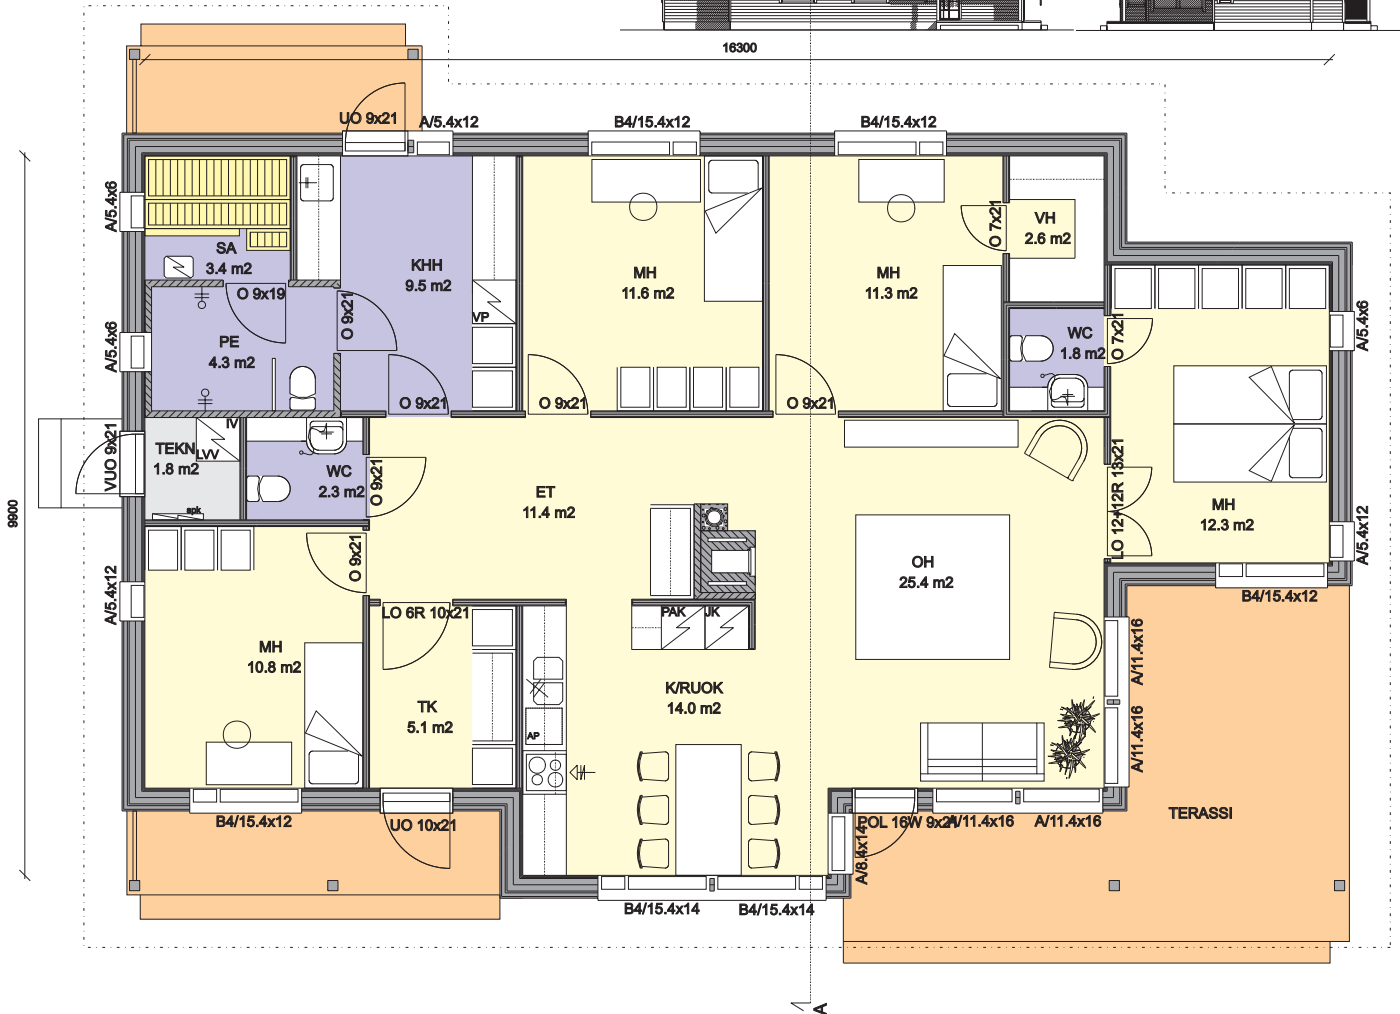 16300
UO 9x21
A/5.4x12
B4/15.4x12
B4/15.4x12
A/5.4x6
SA
3.4 m2
KHH
9.5 m2
MH
11.6 m2
MH
11.3 m2
O 7x21
VH
2.6 m2
O 9x19
O 9x21
VP
PE
4.3 m2
A/5.4x6
WC
1.8 m2
O 7x21
A/5.4x6
O 9x21
O 9x21
O 9x21
VUO 9x21
TEKN
1.8 m2
IV
LVV
spk
WC
2.3 m2
O 9x21
ET
11.4 m2
LO 12+12R 13x21
MH
12.3 m2
A/5.4x12
9900
O 9x21
OH
25.4 m2
A/5.4x12
B4/15.4x12
LO 6R 10x21
PAK
JK
MH
10.8 m2
TK
5.1 m2
K/RUOK
14.0 m2
AP
A/11.4x16
A/11.4x16
TERASSI
B4/15.4x12
UO 10x21
POL 16W 9x21
A/11.4x16
A/11.4x16
A/8.4x14
B4/15.4x14
B4/15.4x14
A